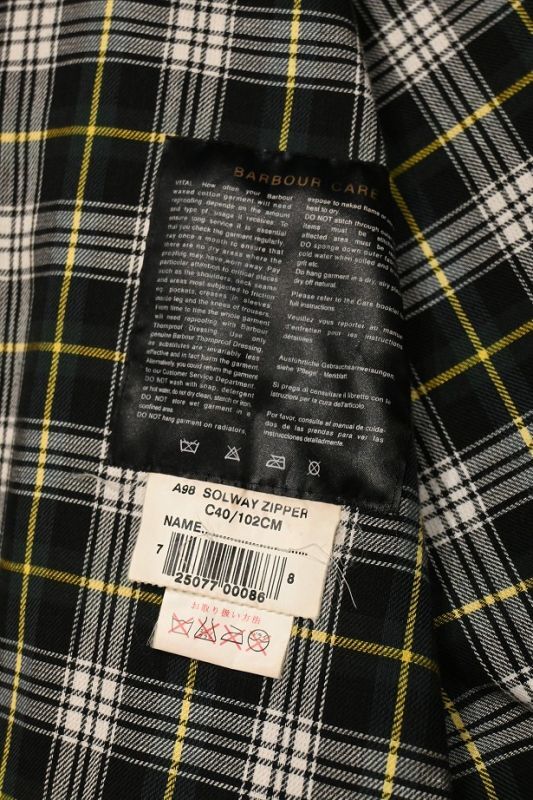 BARBOUR CARE
VITAL. How often your Barbour
waxed cotton garment will need
reproofing depends on the amount
and type of usage it receives. To
ensure long service it is essential
that you check the garment regularly
once a month to ensure that
there are no dry areas where the
proofing may have worn away. Pay
particular attention to critical places
such as the shoulders, neck seams
and areas most subjected to friction
eg. pockets, creases in sleeves
inside leg and the knees of trousers.
From time to time the whole garment
will need reproofing with Barbour
Thornproof Dressing. Use only
genuine Barbour Thornproof Dressing,
as substitutes are invariably less
effective and in fact harm the garment.
Alternatively, you could return the garment
to our Customer Service Department.
DO NOT wash with soap, detergent
or hot water, do not dry clean, starch or iron.
DO NOT store wet garment in a
confined area.
DO NOT hang garment on radiators,
expose to naked flame or
heat to dry.
DO NOT stitch through
items must be
affected area must be
DO sponge down outer
cold water when soiled
grit etc.
Do hang garment in a dry, airy
dry off natural.
Please refer to the Care booklet
Veuillez vous reporter au
d'entretien pour les instructions
détaillées
Ausführliche Gebrauchsanweisungen,
siehe 'Pflege' - Merkblatt.
Si prega di consultare il libretto con le
istruzioni per la cura dell'articolo
Por favor, consulte el manual de cuida-
dos de las prendas para ver las
instrucciones detalladamente.
A98 SOLWAY ZIPPER
C40/102CM
NAME
7 25077 00086 8
お取り扱い方法